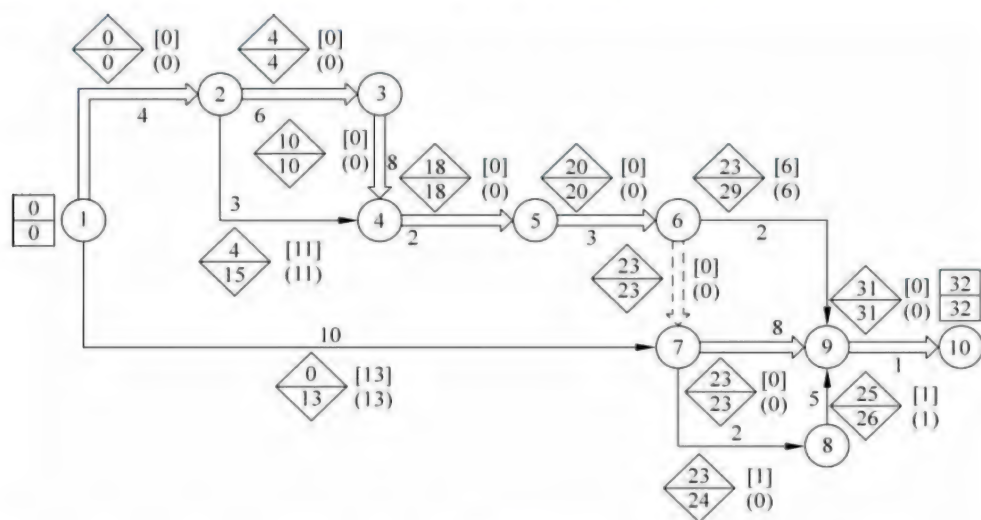 0 [0] 4 [0]
0 (0) 4 (0)
2 3
4 6
10 [0]
10 (0) 8
18 [0] 20 [0] 23 [6]
18 (0) 20 (0) 29 (6)
0
0
1 3 4 5 6
2 3 2
4 [11]
15 (11)
23 [0]
23 (0)
31 [0] 32
31 (0) 32
10 8
7 9 10
1
0 [13]
13 (13)
23 [0]
23 (0)
5 25 [1]
26 (1)
2 8
23 [1]
24 (0)